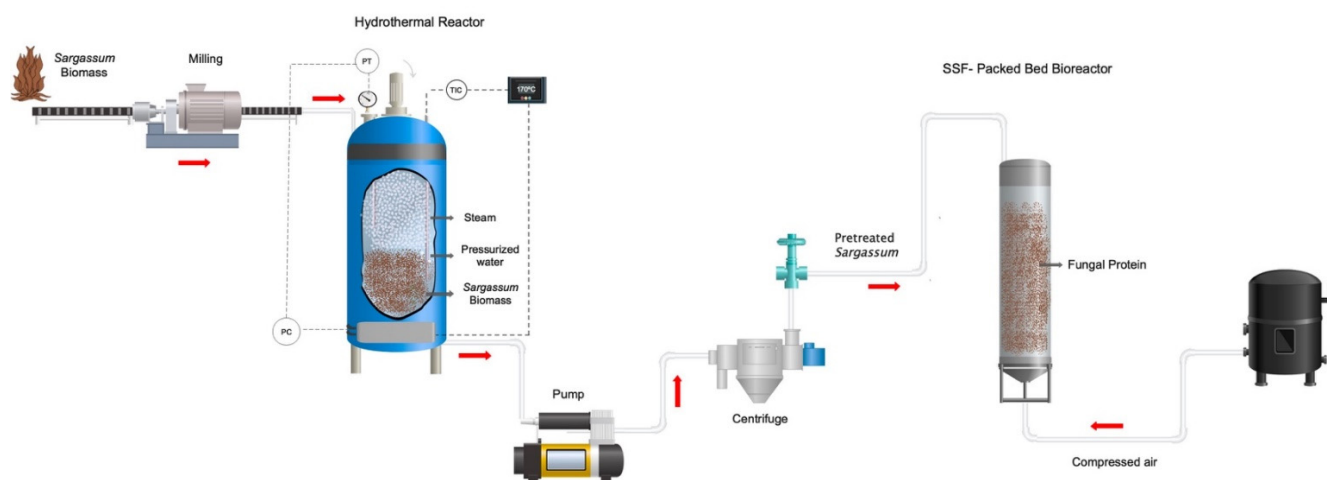 Hydrothermal Reactor
Sargassum
Biomass
Milling
PT
TIC
170ºC
SSF- Packed Bed Bioreactor
Steam
Pressurized
water
Sargassum
Biomass
PC
Pretreated
Sargassum
Fungal Protein
Pump
Centrifuge
Compressed air